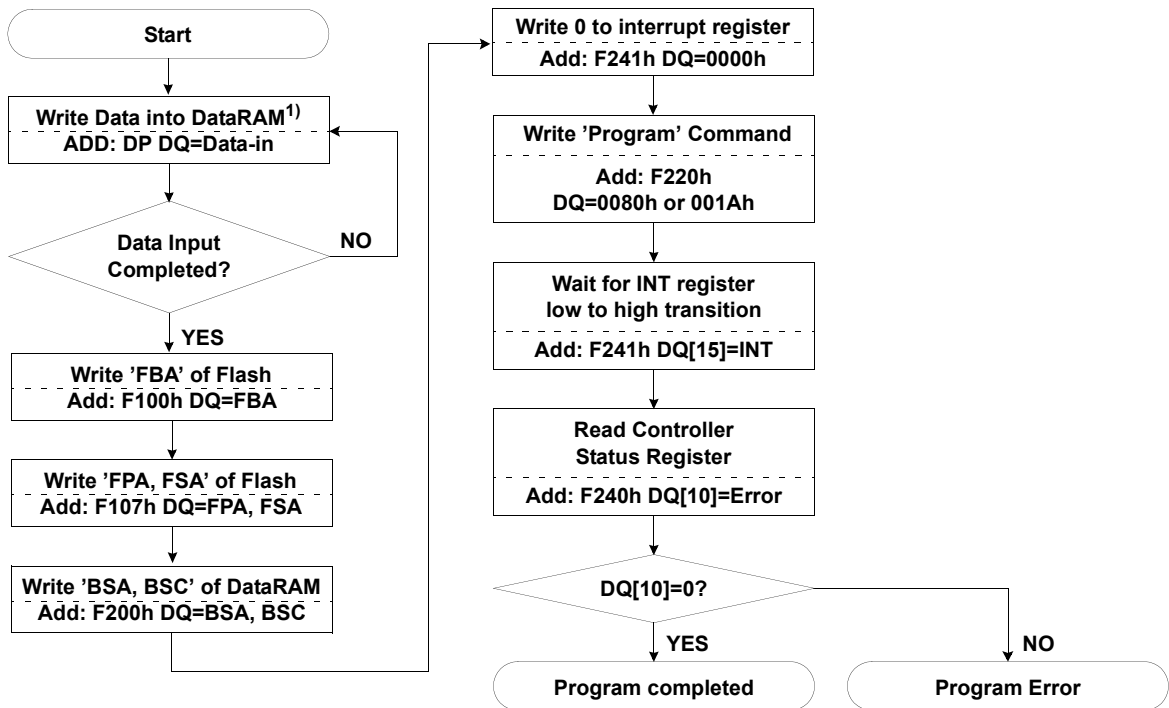 Start
Write Data into DataRAM1)
ADD: DP DQ=Data-in
Data Input
Completed?
NO
YES
Write ’FBA’ of Flash
Add: F100h DQ=FBA
Write ’FPA, FSA’ of Flash
Add: F107h DQ=FPA, FSA
Write ’BSA, BSC’ of DataRAM
Add: F200h DQ=BSA, BSC
Write 0 to interrupt register
Add: F241h DQ=0000h
Write ’Program’ Command
Add: F220h
DQ=0080h or 001Ah
Wait for INT register
low to high transition
Add: F241h DQ[15]=INT
Read Controller
Status Register
Add: F240h DQ[10]=Error
DQ[10]=0?
YES
NO
Program completed
Program Error